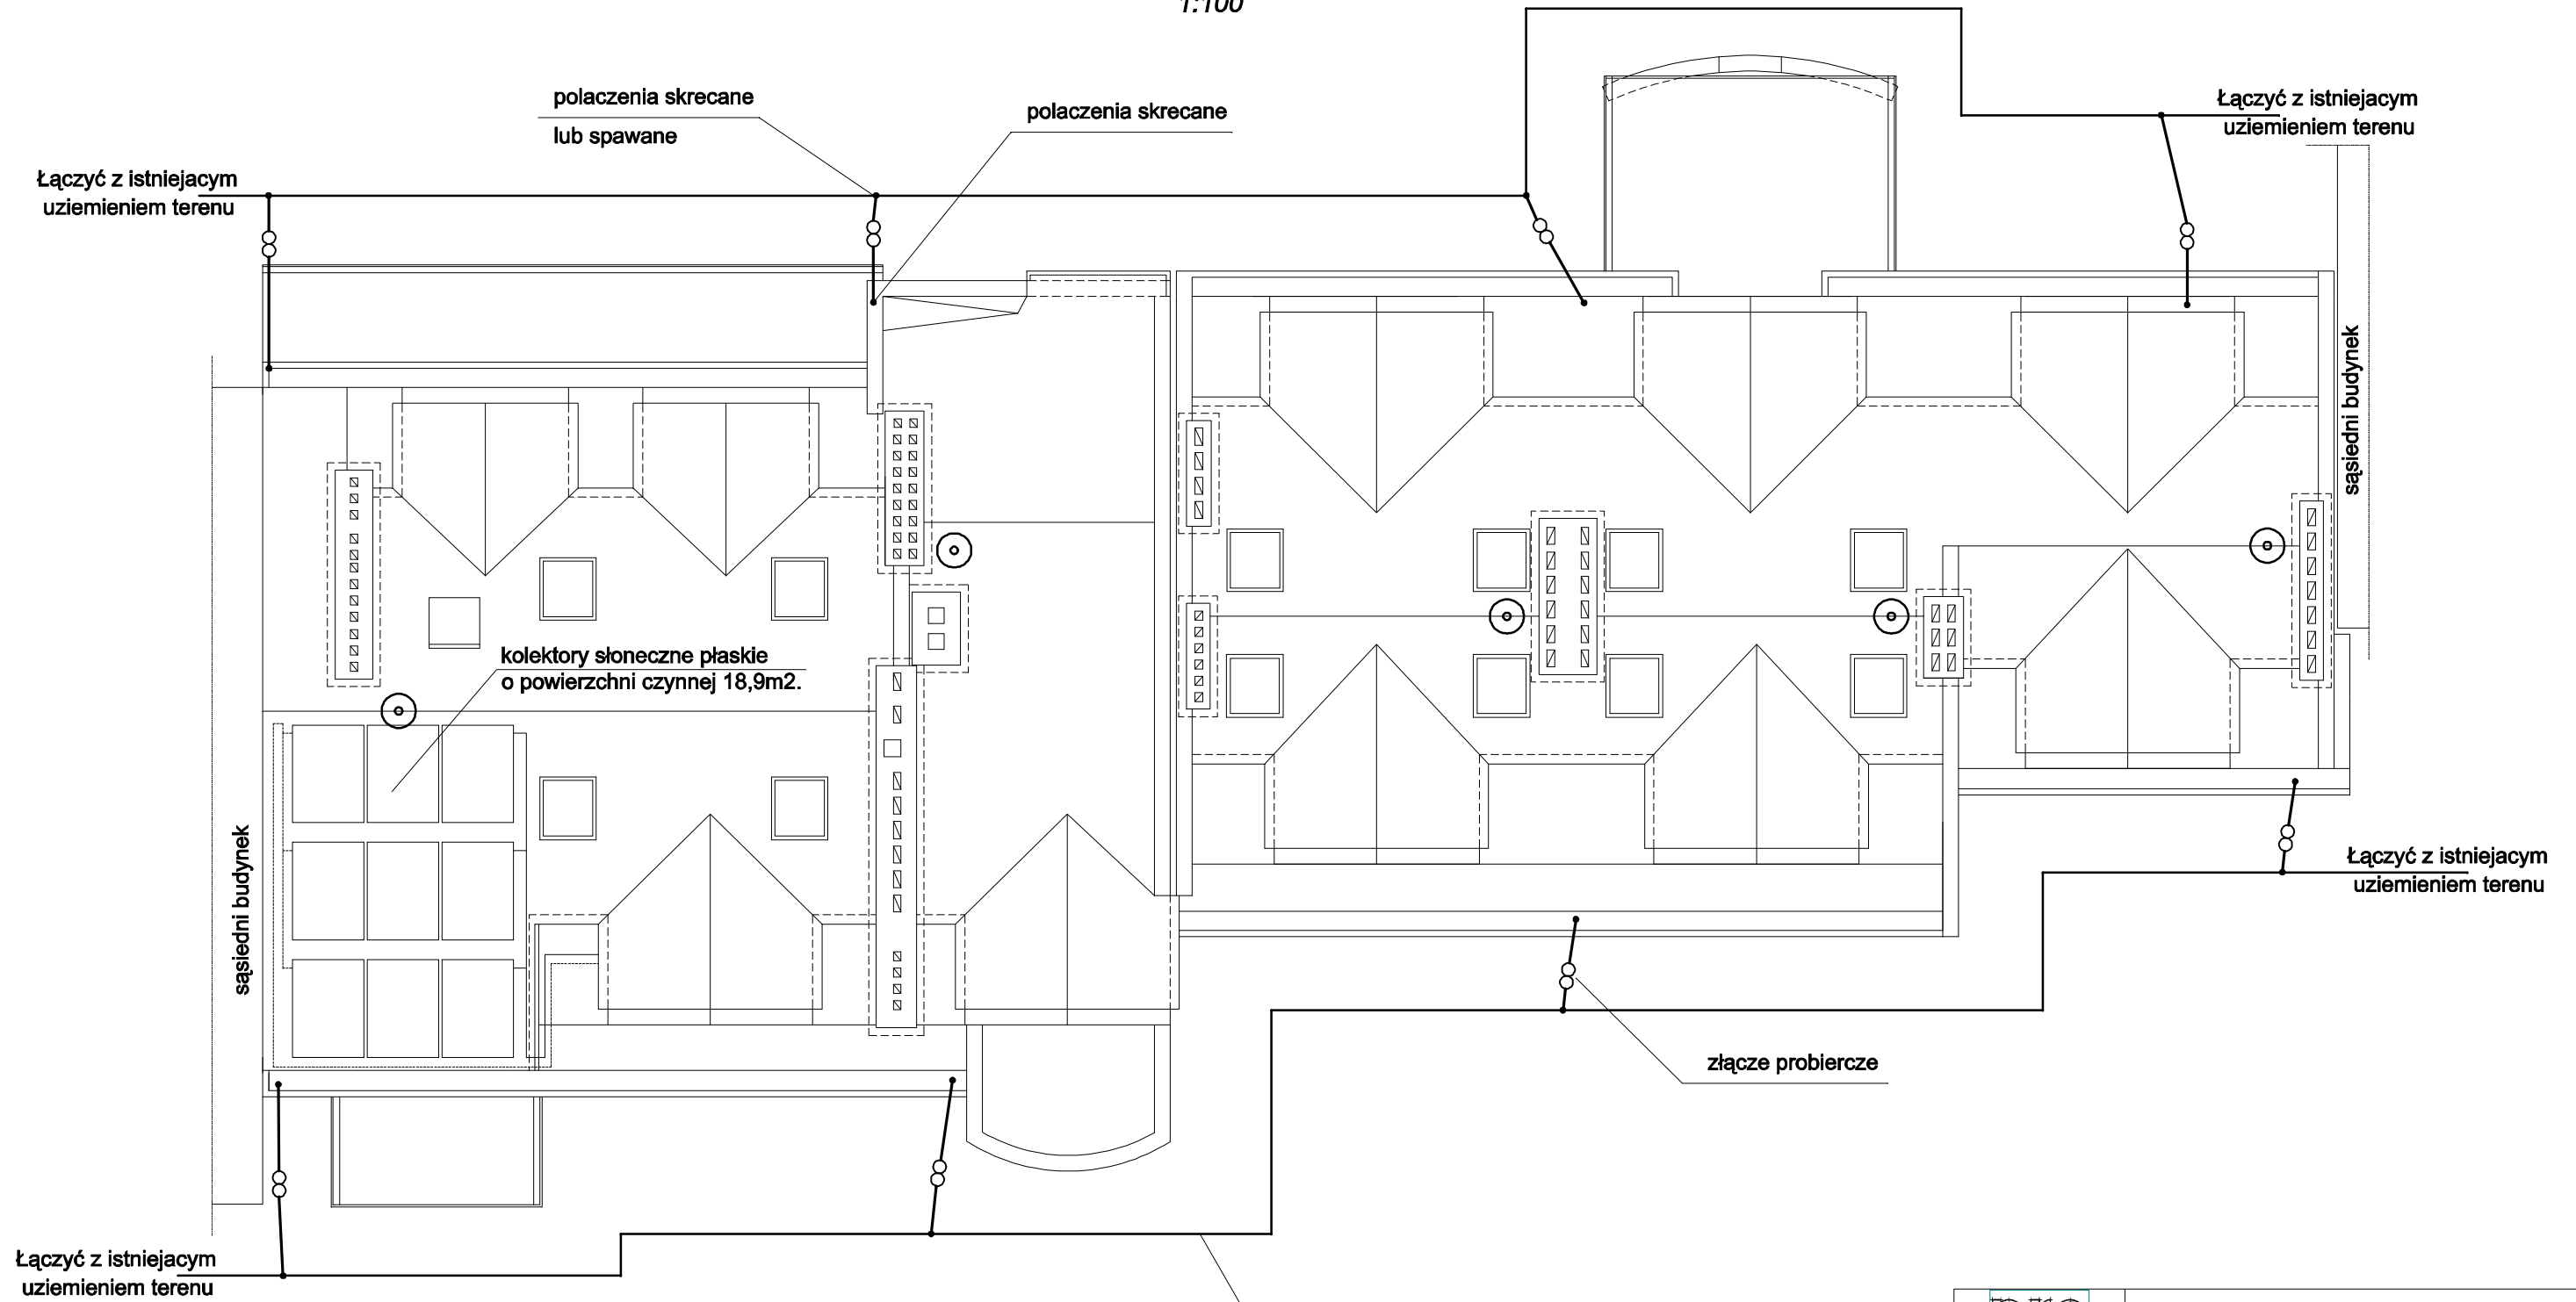 1:100
polaczenia skrecane
lub spawane
polaczenia skrecane
Łączyć z istniejacym
uziemieniem terenu
Łączyć z istniejacym
uziemieniem terenu
sąsiedni budynek
kolektory słoneczne płaskie
o powierzchni czynnej 18,9m2.
sąsiedni budynek
Łączyć z istniejacym
uziemieniem terenu
złącze probiercze
Łączyć z istniejacym
uziemieniem terenu